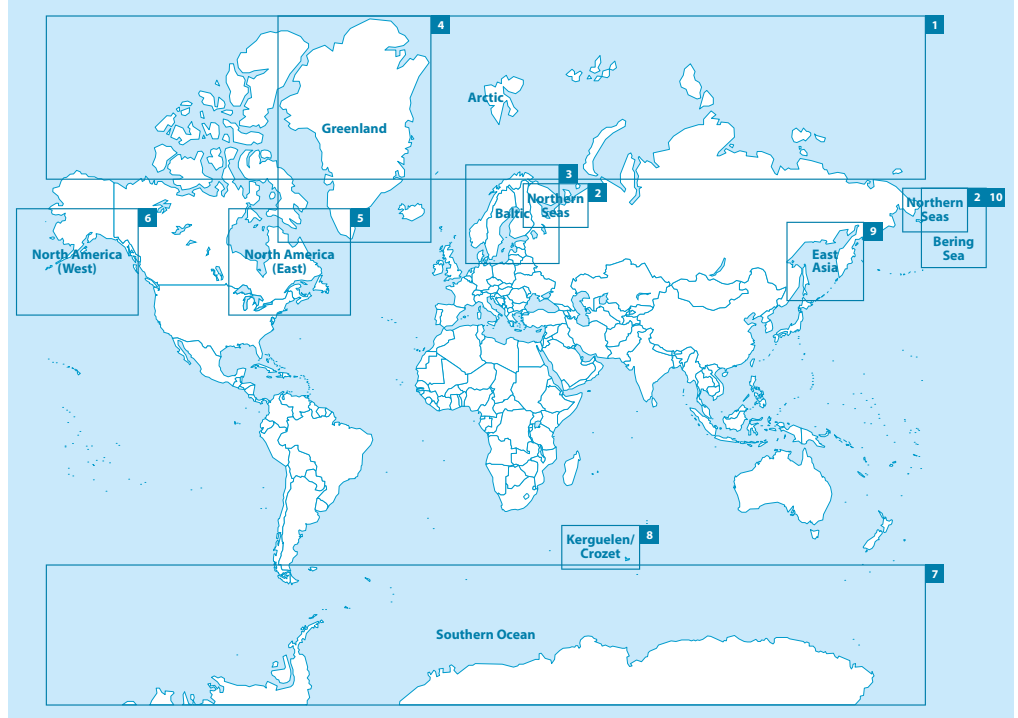 4
1
Arctic
Greenland
3
2
Northern
Seas
Baltic
2 10
Northern
Seas
6
5
9
North America
(West)
North America
(East)
East
Asia
Bering
Sea
8
Kerguelen/
Crozet
7
Southern Ocean